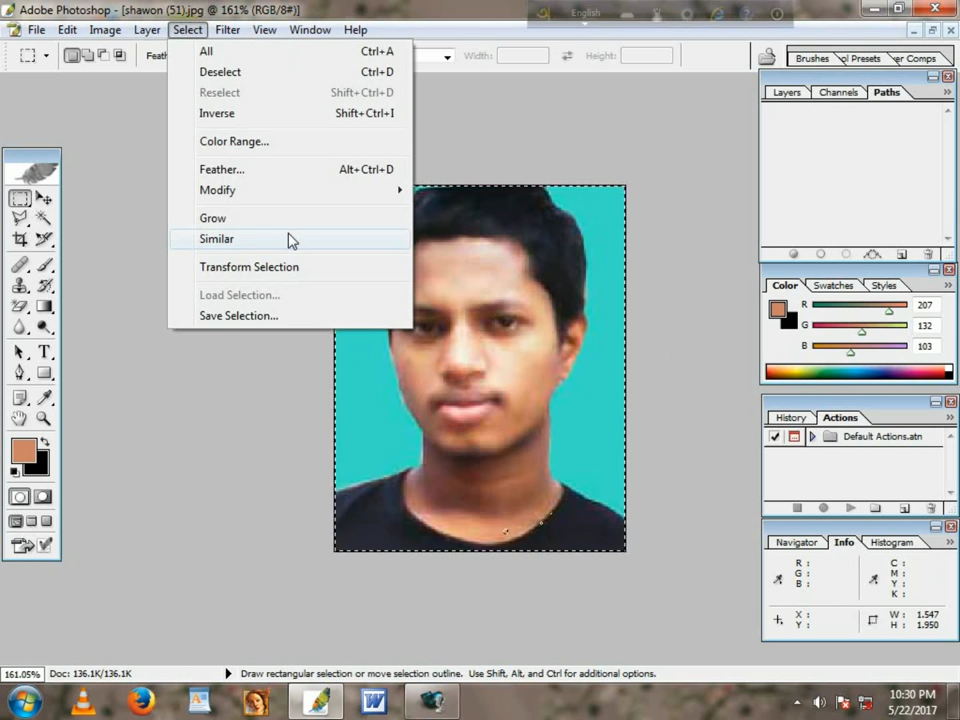 Adobe Photoshop - [shawon (51).jpg @ 161% (RGB/8#)]
English
File Edit Image Layer Select Filter View Window Help
Feath
Width: Height:
Brushes ol Presets er Comps
All Ctrl+A
Deselect Ctrl+D
Reselect Shift+Ctrl+D
Inverse Shift+Ctrl+I
Color Range...
Feather... Alt+Ctrl+D
Modify
Grow
Similar
Transform Selection
Load Selection...
Save Selection...
Layers Channels Paths
Color Swatches Styles
R 207
G 132
B 103
History Actions
Default Actions.atn
Navigator Info Histogram
R : C :
G : M :
B : Y :
K :
X : W : 1.547
Y : H : 1.950
161.05% Doc: 136.1K/136.1K Draw rectangular selection or move selection outline. Use Shift, Alt, and Ctrl for additional options.
10:30 PM
5/22/2017